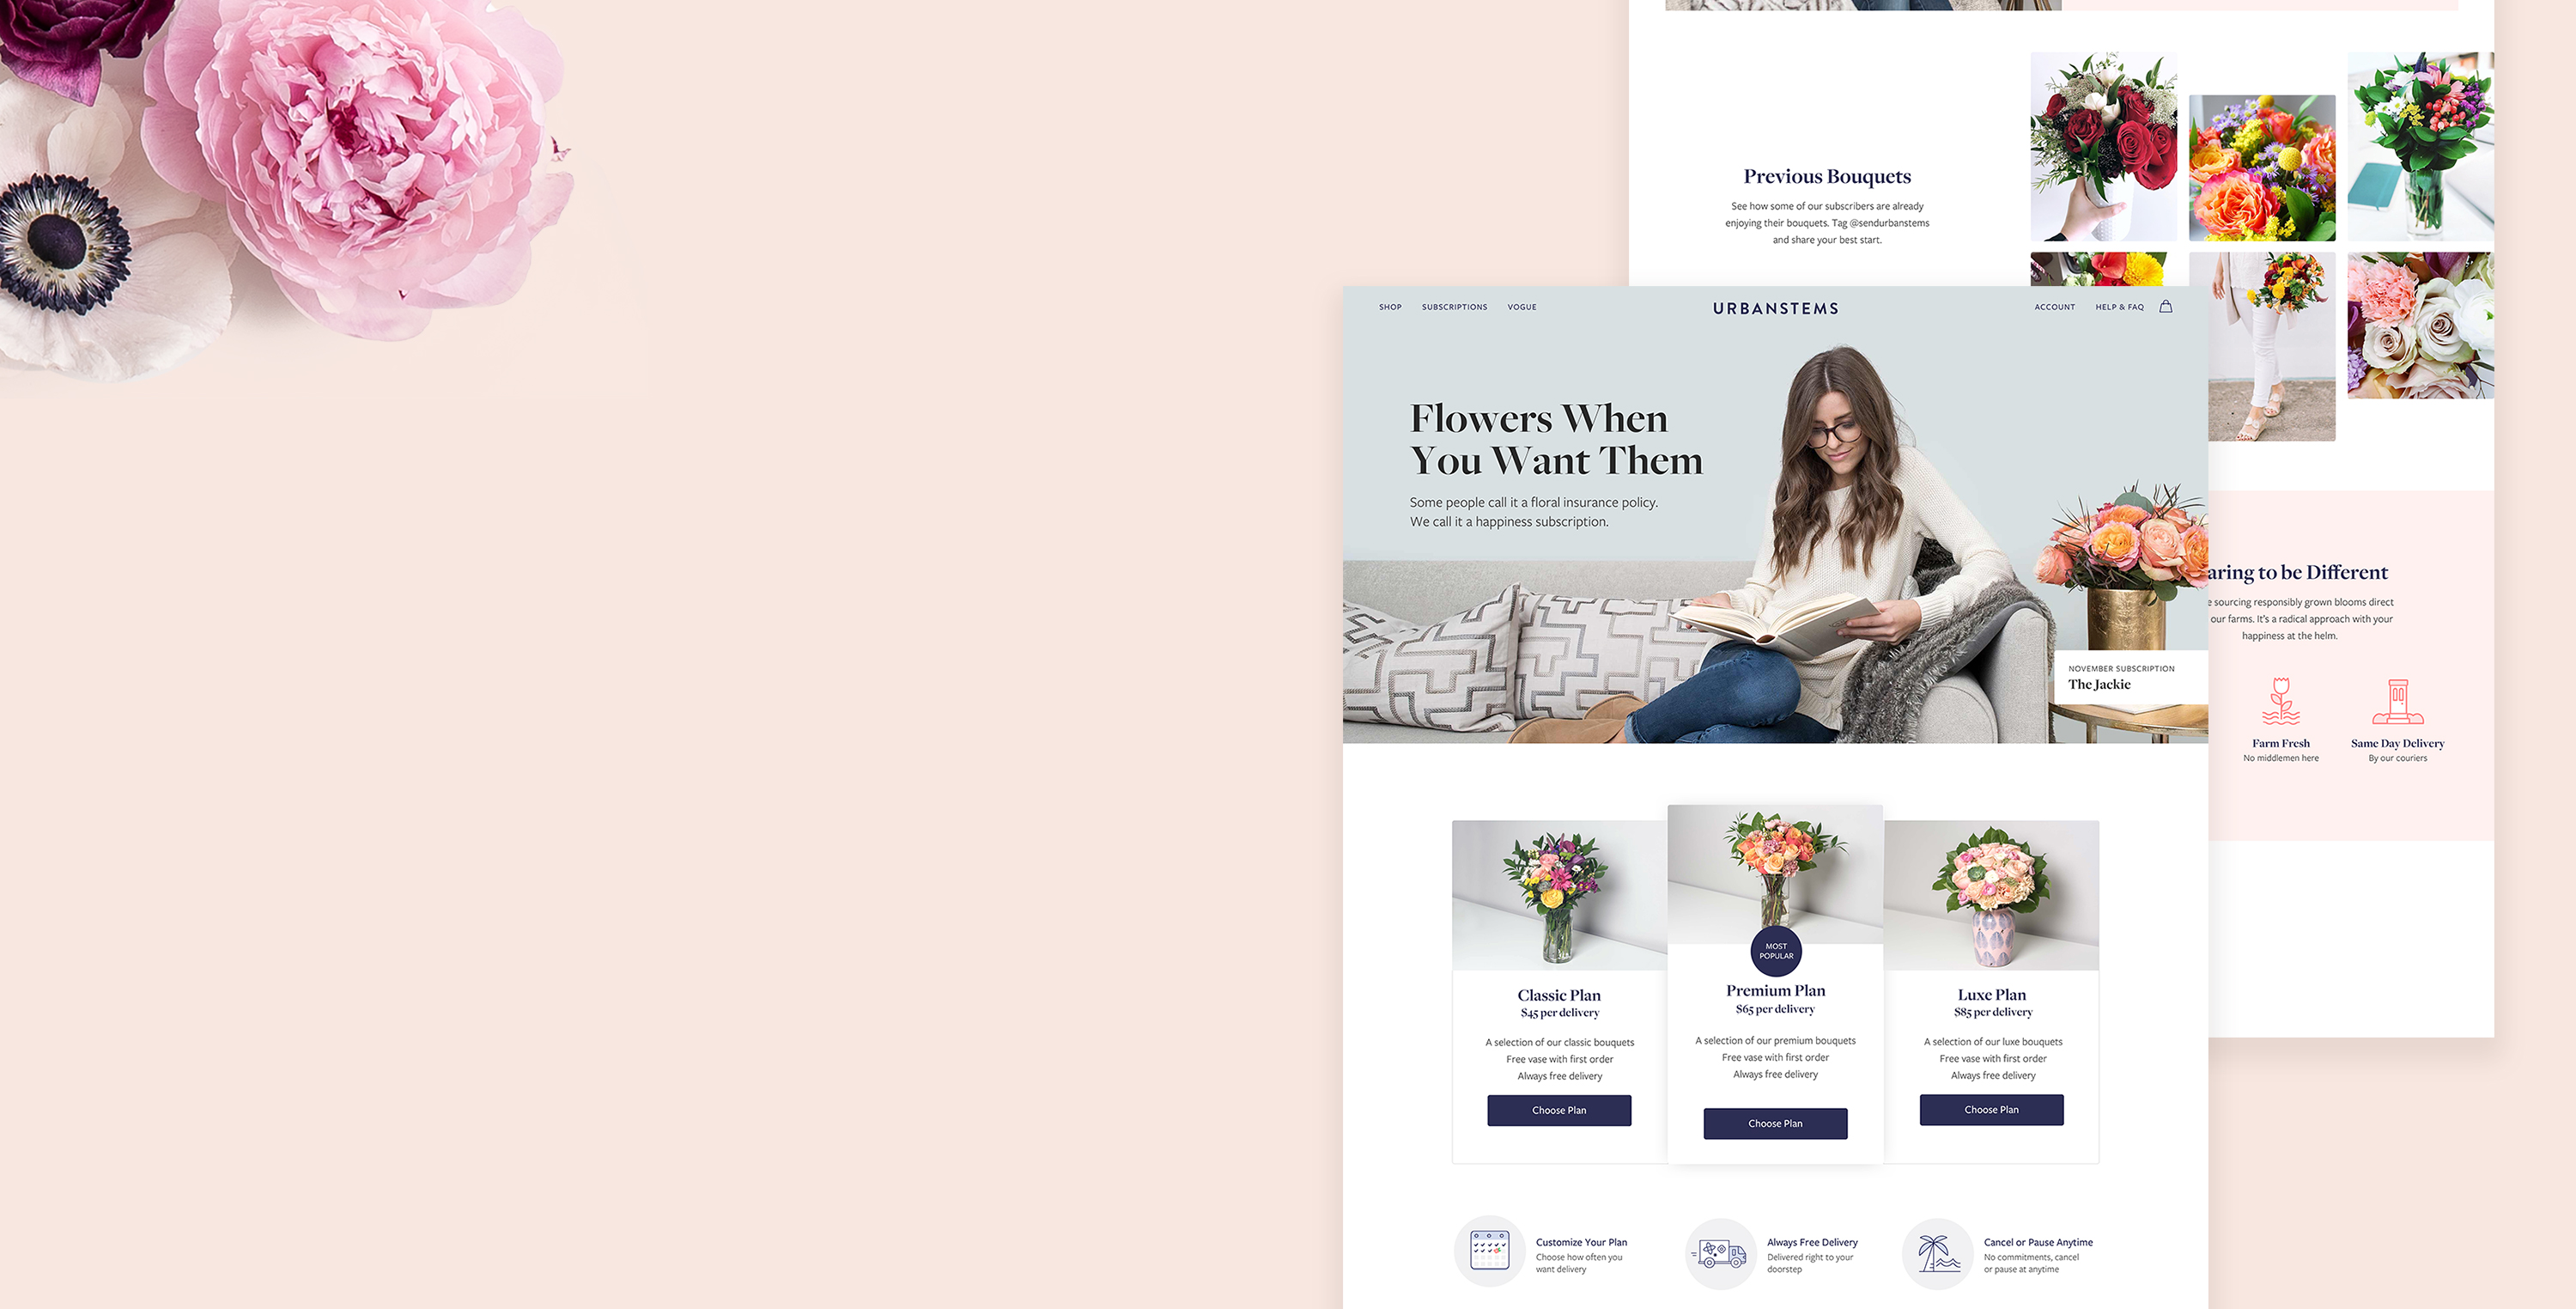 Previous Bouquets
See how some of our subscribers are already
enjoying their bouquets. Tag @sendurbanstems
and share your best start.
SHOP
SUBSCRIPTIONS
VOGUE
URBANSTEMS
ACCOUNT
HELP & FAQ
Flowers When
You Want Them
Some people call it a floral insurance policy.
We call it a happiness subscription.
NOVEMBER SUBSCRIPTION
The Jackie
to be Different
sourcing responsibly grown blooms direct
our farms. It's a radical approach with your
happiness at the helm.
Farm Fresh
No middlemen here
Same Day Delivery
By our couriers
Classic Plan
$45 per delivery
A selection of our classic bouquets
Free vase with first order
Always free delivery
Choose Plan
MOST
POPULAR
Premium Plan
$65 per delivery
A selection of our premium bouquets
Free vase with first order
Always free delivery
Choose Plan
Luxe Plan
$85 per delivery
A selection of our luxe bouquets
Free vase with first order
Always free delivery
Choose Plan
Customize Your Plan
Choose how often you
want delivery
Always Free Delivery
Delivered right to your
doorstep
Cancel or Pause Anytime
No commitments, cancel
or pause at anytime